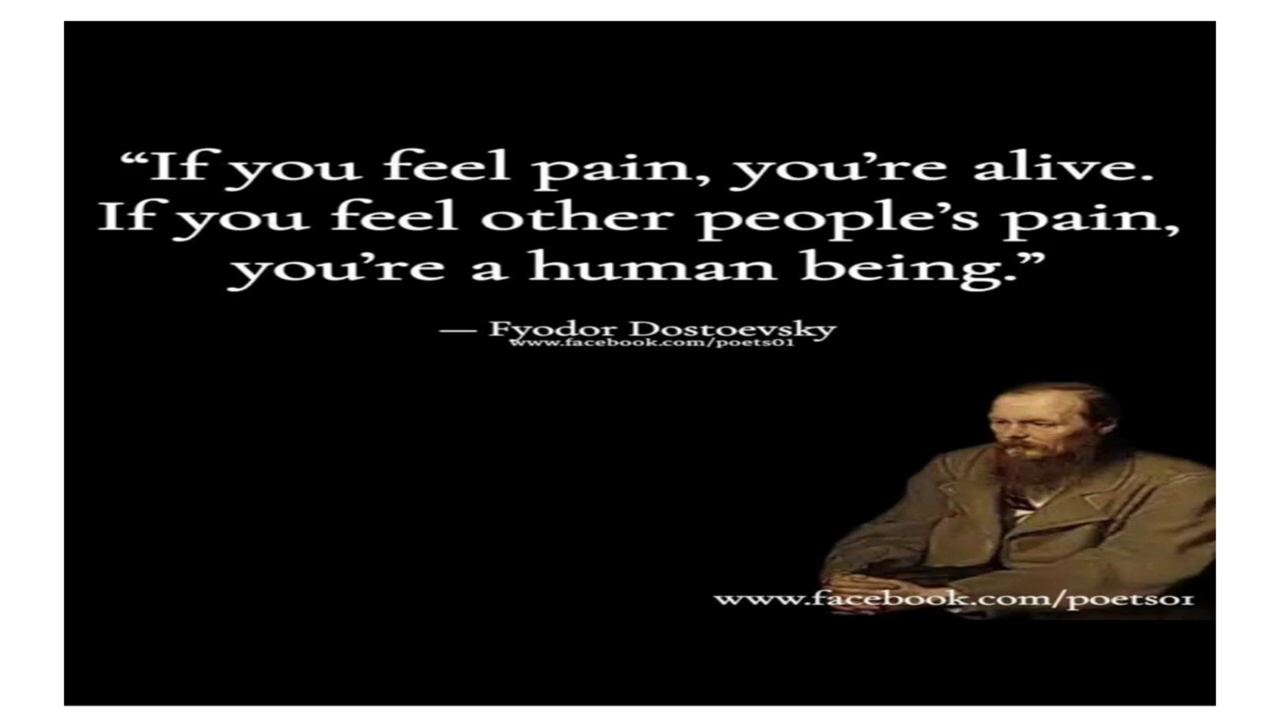 “If you feel pain, you’re alive.
If you feel other people’s pain,
you’re a human being.”
— Fyodor Dostoevsky
www.facebook.com/poets01
www.facebook.com/poets01